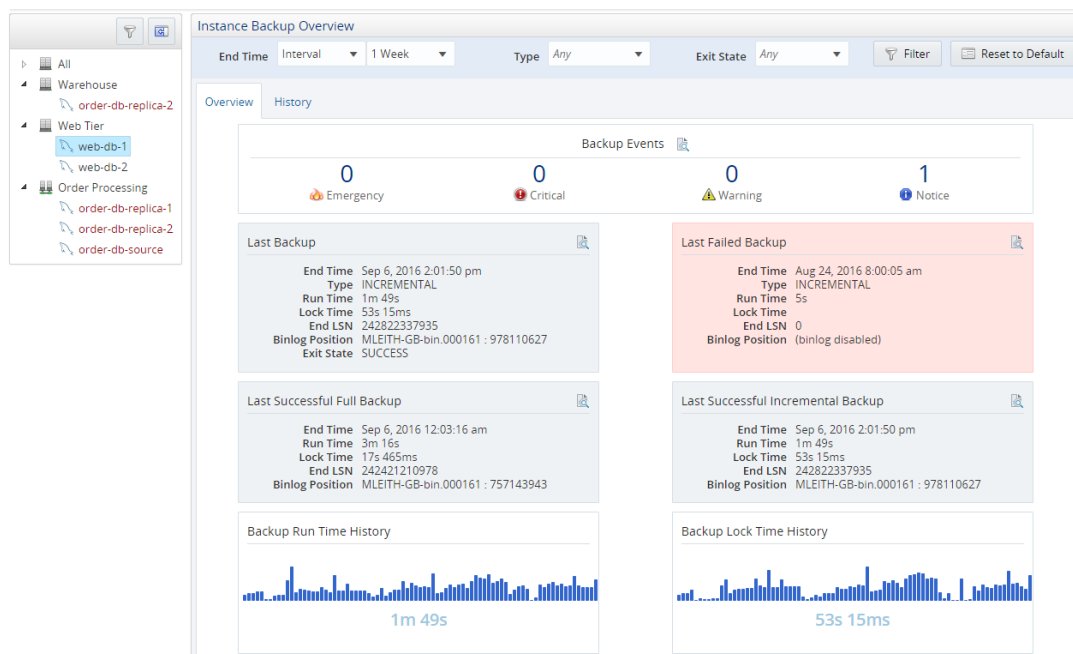 Instance Backup Overview
End Time Interval 1 Week Type Any Exit State Any Filter Reset to Default
All
Warehouse
order-db-replica-2
Web Tier
web-db-1
web-db-2
Order Processing
order-db-replica-1
order-db-replica-2
order-db-source
Overview History
Backup Events
0 0 0 1
Emergency Critical Warning Notice
Last Backup
End Time Sep 6, 2016 2:01:50 pm
Type INCREMENTAL
Run Time 1m 49s
Lock Time 53s 15ms
End LSN 242822337935
Binlog Position MLEITH-GB-bin.000161 : 978110627
Exit State SUCCESS
Last Failed Backup
End Time Aug 24, 2016 8:00:05 am
Type INCREMENTAL
Run Time 5s
Lock Time
End LSN 0
Binlog Position (binlog disabled)
Last Successful Full Backup
End Time Sep 6, 2016 12:03:16 am
Run Time 3m 16s
Lock Time 17s 465ms
End LSN 242421210978
Binlog Position MLEITH-GB-bin.000161 : 757143943
Last Successful Incremental Backup
End Time Sep 6, 2016 2:01:50 pm
Run Time 1m 49s
Lock Time 53s 15ms
End LSN 242822337935
Binlog Position MLEITH-GB-bin.000161 : 978110627
Backup Run Time History
1m 49s
Backup Lock Time History
53s 15ms